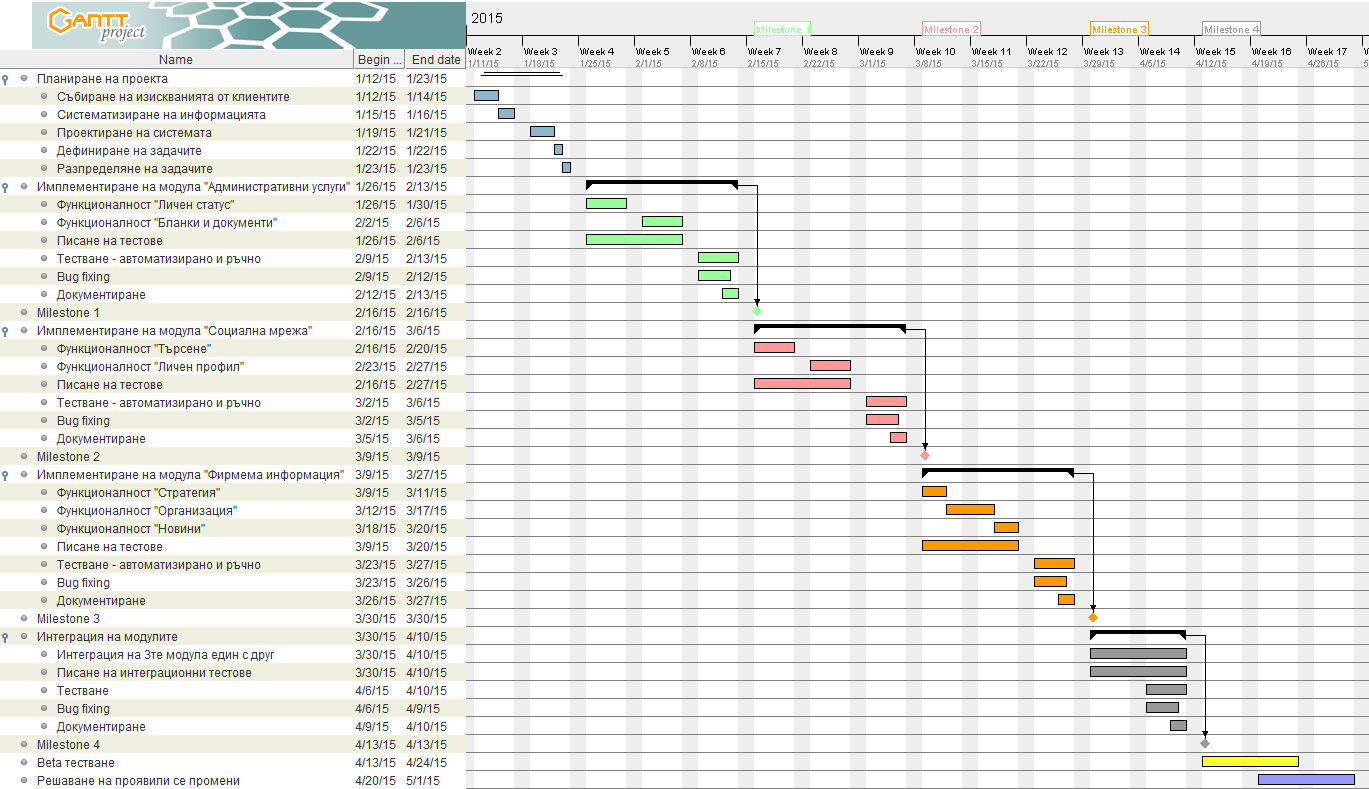 GANTT
project
2015
Milestone 1
Milestone 2
Milestone 3
Milestone 4
Week 2 Week 3 Week 4 Week 5 Week 6 Week 7 Week 8 Week 9 Week 10 Week 11 Week 12 Week 13 Week 14 Week 15 Week 16 Week 17 W
Name Begin ... End date
1/11/15 1/18/15 1/25/15 2/1/15 2/8/15 2/15/15 2/22/15 3/1/15 3/8/15 3/15/15 3/22/15 3/29/15 4/5/15 4/12/15 4/19/15 4/26/15 5
Планиране на проекта 1/12/15 1/23/15
Събиране на изискванията от клиентите 1/12/15 1/14/15
Систематизиране на информацията 1/15/15 1/16/15
Проектиране на системата 1/19/15 1/21/15
Дефиниране на задачите 1/22/15 1/22/15
Разпределяне на задачите 1/23/15 1/23/15
Имплементиране на модула "Административни услуги" 1/26/15 2/13/15
Функционалност "Личен статус" 1/26/15 1/30/15
Функционалност "Бланки и документи" 2/2/15 2/6/15
Писане на тестове 1/26/15 2/6/15
Тестване - автоматизирано и ръчно 2/9/15 2/13/15
Bug fixing 2/9/15 2/12/15
Документиране 2/12/15 2/13/15
Milestone 1 2/16/15 2/16/15
Имплементиране на модула "Социална мрежа" 2/16/15 3/6/15
Функционалност "Търсене" 2/16/15 2/20/15
Функционалност "Личен профил" 2/23/15 2/27/15
Писане на тестове 2/16/15 2/27/15
Тестване - автоматизирано и ръчно 3/2/15 3/6/15
Bug fixing 3/2/15 3/5/15
Документиране 3/5/15 3/6/15
Milestone 2 3/9/15 3/9/15
Имплементиране на модула "Фирмема информация" 3/9/15 3/27/15
Функционалност "Стратегия" 3/9/15 3/11/15
Функционалност "Организация" 3/12/15 3/17/15
Функционалност "Новини" 3/18/15 3/20/15
Писане на тестове 3/9/15 3/20/15
Тестване - автоматизирано и ръчно 3/23/15 3/27/15
Bug fixing 3/23/15 3/26/15
Документиране 3/26/15 3/27/15
Milestone 3 3/30/15 3/30/15
Интеграция на модулите 3/30/15 4/10/15
Интеграция на 3те модула един с друг 3/30/15 4/10/15
Писане на интеграционни тестове 3/30/15 4/10/15
Тестване 4/6/15 4/10/15
Bug fixing 4/6/15 4/9/15
Документиране 4/9/15 4/10/15
Milestone 4 4/13/15 4/13/15
Beta тестване 4/13/15 4/24/15
Решаване на проявили се промени 4/20/15 5/1/15